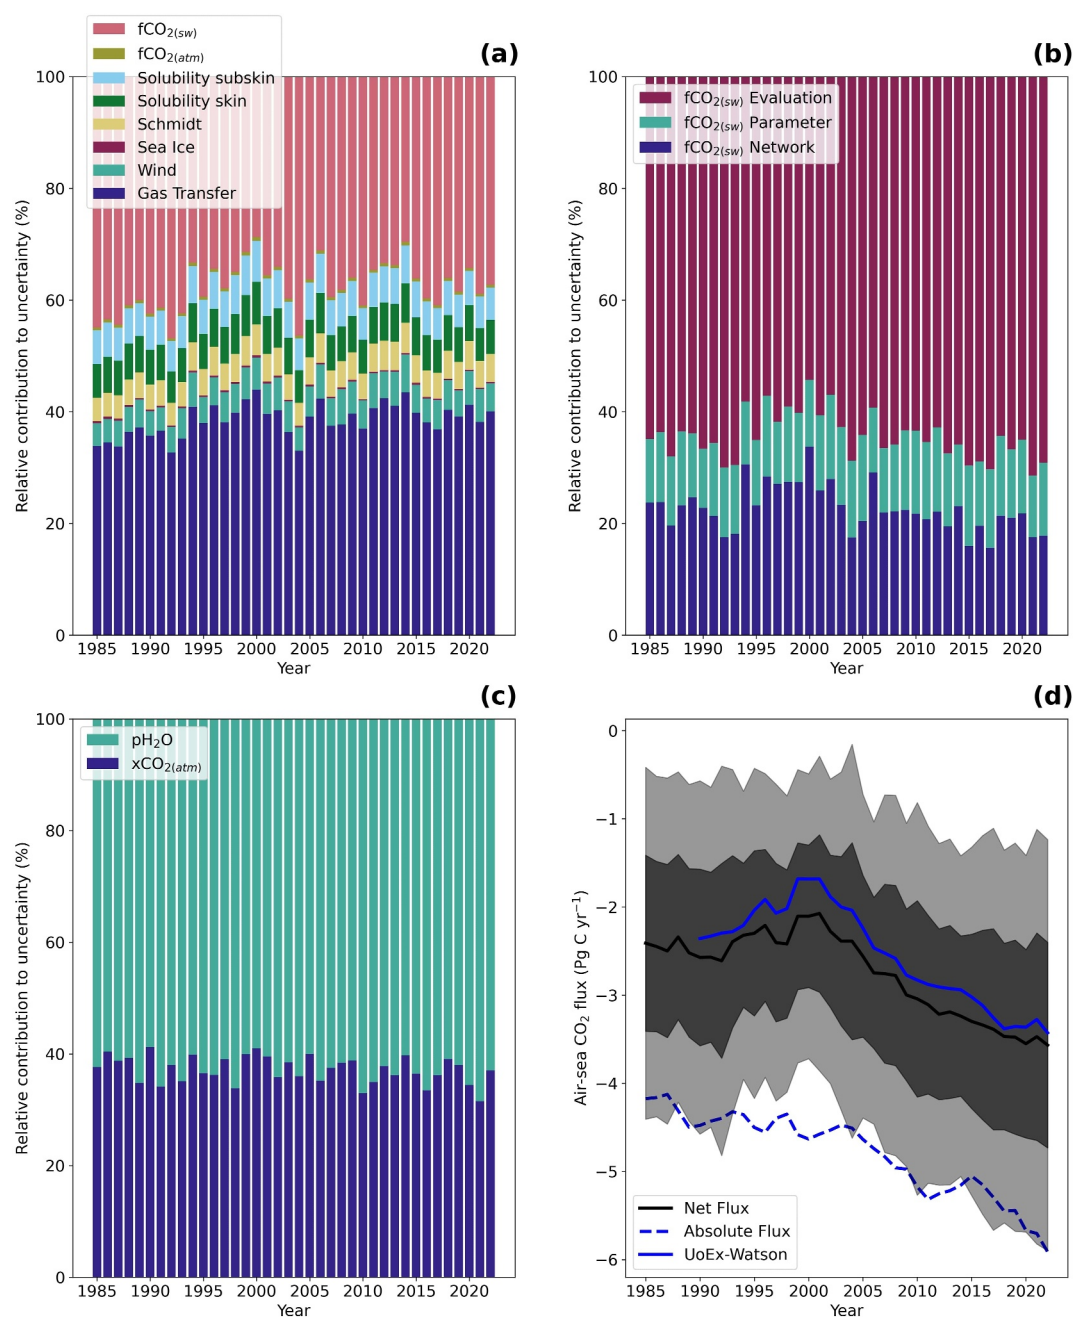 (a)
fCO2(sw)
fCO2(atm)
Solubility subskin
Solubility skin
Schmidt
Sea Ice
Wind
Gas Transfer
Relative contribution to uncertainty (%)
100
80
60
40
20
0
1985 1990 1995 2000 2005 2010 2015 2020
Year
(b)
fCO2(sw) Evaluation
fCO2(sw) Parameter
fCO2(sw) Network
Relative contribution to uncertainty (%)
100
80
60
40
20
0
1985 1990 1995 2000 2005 2010 2015 2020
Year
(c)
pH2O
xCO2(atm)
Relative contribution to uncertainty (%)
100
80
60
40
20
0
1985 1990 1995 2000 2005 2010 2015 2020
Year
(d)
Air-sea CO2 flux (Pg C yr−1)
0
−1
−2
−3
−4
−5
−6
Net Flux
Absolute Flux
UoEx-Watson
1985 1990 1995 2000 2005 2010 2015 2020
Year